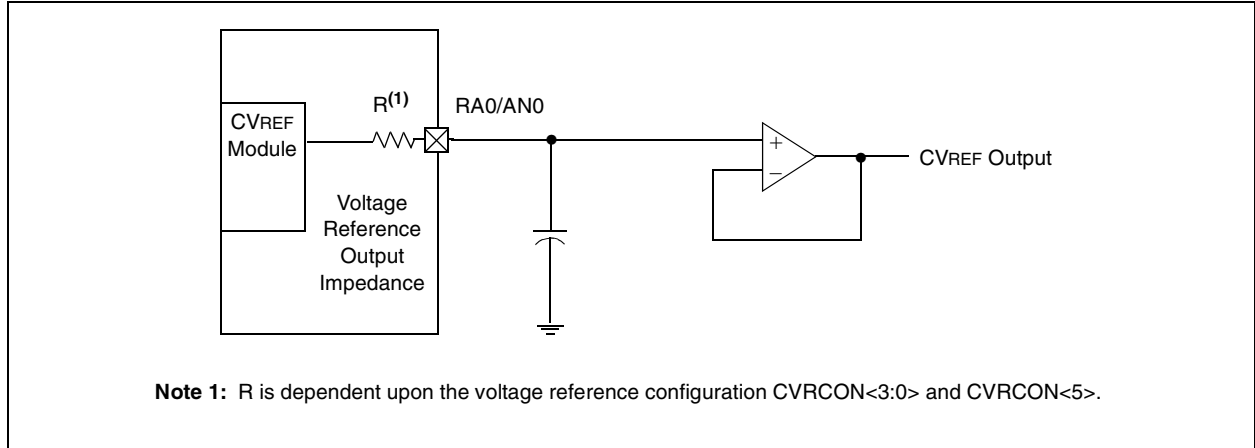 R(1)
RA0/AN0
CVREF
Module
+
−
CVREF Output
Voltage
Reference
Output
Impedance
Note 1: R is dependent upon the voltage reference configuration CVRCON<3:0> and CVRCON<5>.